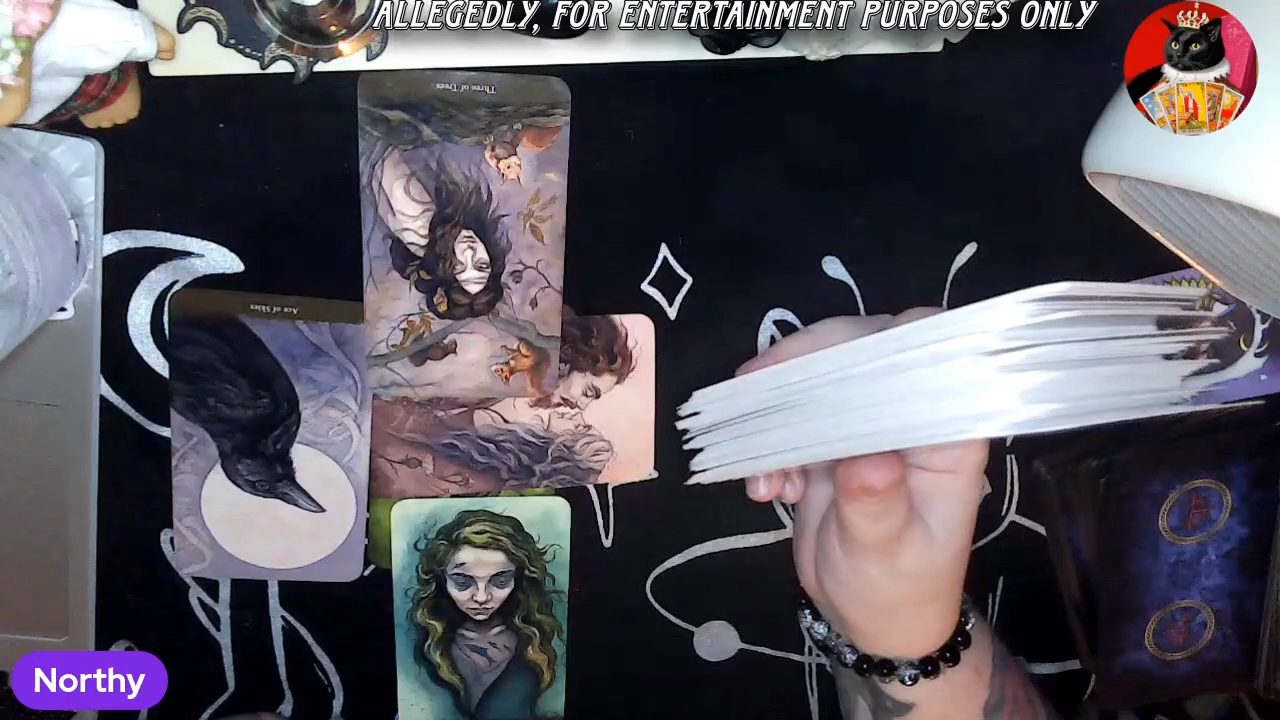 ALLEGEDLY, FOR ENTERTAINMENT PURPOSES ONLY
Three of Trees
Ace of Skies
Northy